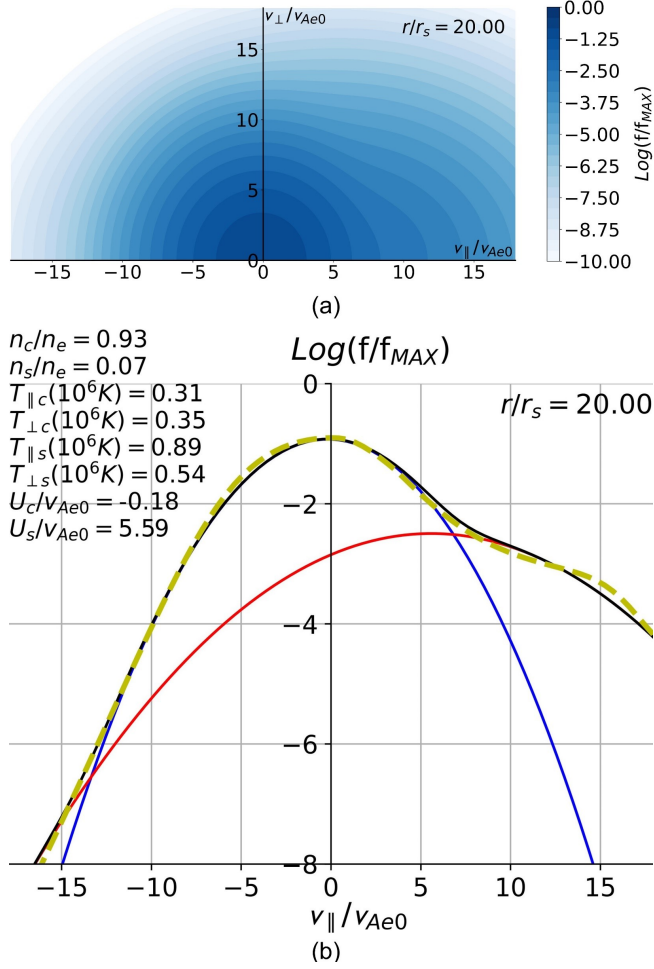 v⊥/vAe0
r/rs = 20.00
15
10
5
0
v∥/vAe0
−15 −10 −5 0 5 10 15
0.00
−1.25
−2.50
−3.75
−5.00
−6.25
−7.50
−8.75
−10.00
Log(f/fMAX)
(a)
nc/ne = 0.93
ns/ne = 0.07
T∥c(10⁶K) = 0.31
T⊥c(10⁶K) = 0.35
T∥s(10⁶K) = 0.89
T⊥s(10⁶K) = 0.54
Uc/vAe0 = -0.18
Us/vAe0 = 5.59
Log(f/fMAX)
r/rs = 20.00
0
−2
−4
−6
−8
−15 −10 −5 0 5 10 15
v∥/vAe0
(b)